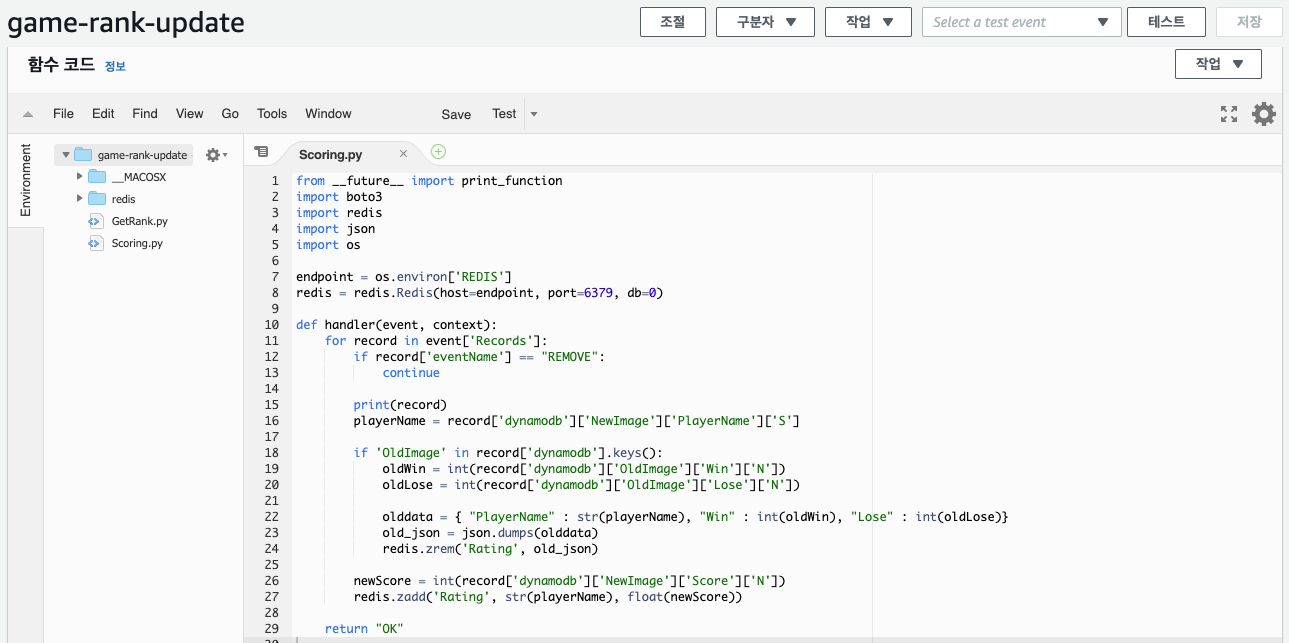 game-rank-update 조절 구분자 작업 Select a test event 테스트 저장
함수 코드 정보 작업
File Edit Find View Go Tools Window Save Test
Environment
game-rank-update
__MACOSX
redis
GetRank.py
Scoring.py
Scoring.py
1 from __future__ import print_function
2 import boto3
3 import redis
4 import json
5 import os
6
7 endpoint = os.environ['REDIS']
8 redis = redis.Redis(host=endpoint, port=6379, db=0)
9
10 def handler(event, context):
11     for record in event['Records']:
12         if record['eventName'] == "REMOVE":
13             continue
14
15         print(record)
16         playerName = record['dynamodb']['NewImage']['PlayerName']['S']
17
18         if 'OldImage' in record['dynamodb'].keys():
19             oldWin = int(record['dynamodb']['OldImage']['Win']['N'])
20             oldLose = int(record['dynamodb']['OldImage']['Lose']['N'])
21
22             olddata = { "PlayerName" : str(playerName), "Win" : int(oldWin), "Lose" : int(oldLose)}
23             old_json = json.dumps(olddata)
24             redis.zrem('Rating', old_json)
25
26         newScore = int(record['dynamodb']['NewImage']['Score']['N'])
27         redis.zadd('Rating', str(playerName), float(newScore))
28
29     return "OK"
30